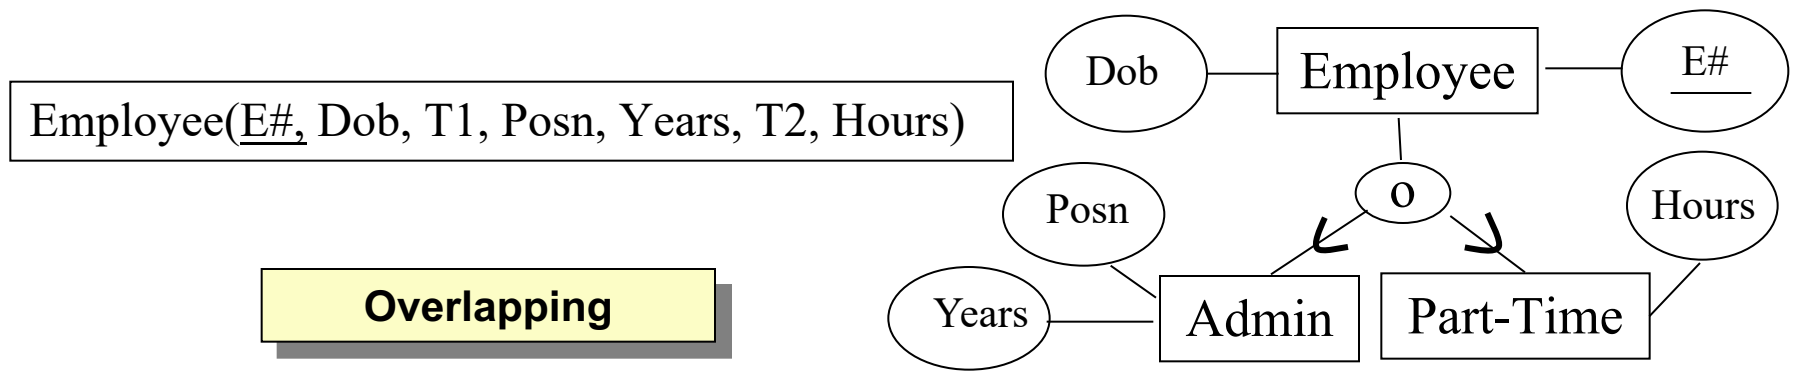 Employee(E#, Dob, T1, Posn, Years, T2, Hours)
Overlapping
Dob
Employee
E#
o
Posn
Hours
Years
Admin
Part-Time